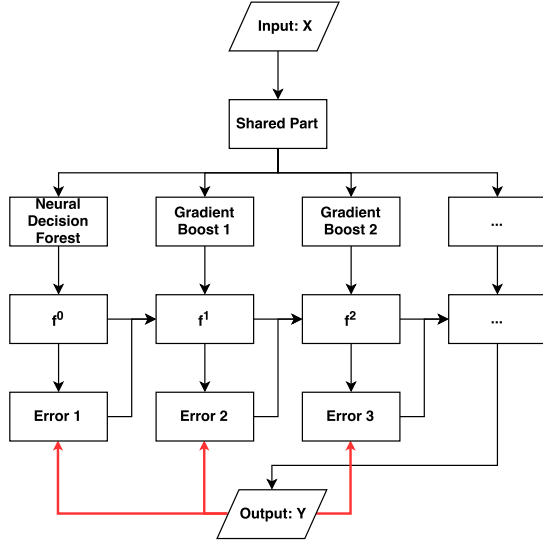 Input: X
Shared Part
Neural
Decision
Forest
Gradient
Boost 1
Gradient
Boost 2
...
f⁰
f¹
f²
...
Error 1
Error 2
Error 3
Output: Y